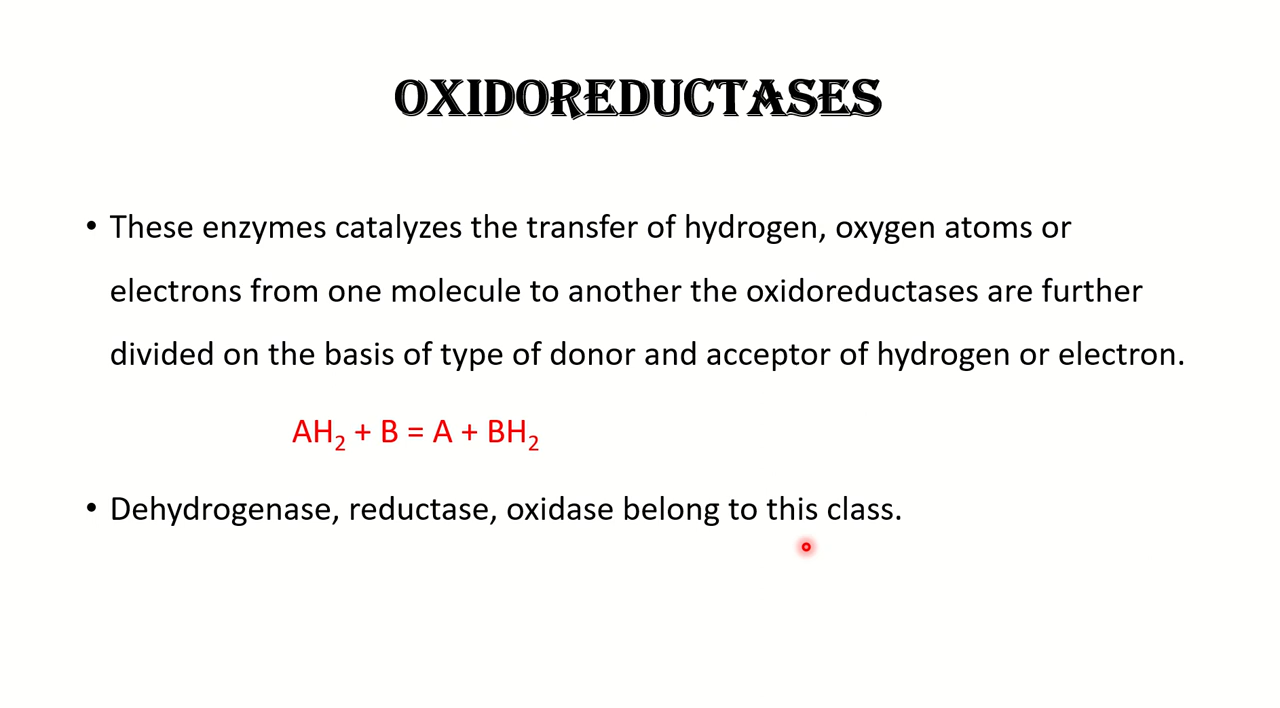 OXIDOREDUCTASES
• These enzymes catalyzes the transfer of hydrogen, oxygen atoms or
electrons from one molecule to another the oxidoreductases are further
divided on the basis of type of donor and acceptor of hydrogen or electron.
AH₂ + B = A + BH₂
• Dehydrogenase, reductase, oxidase belong to this class.